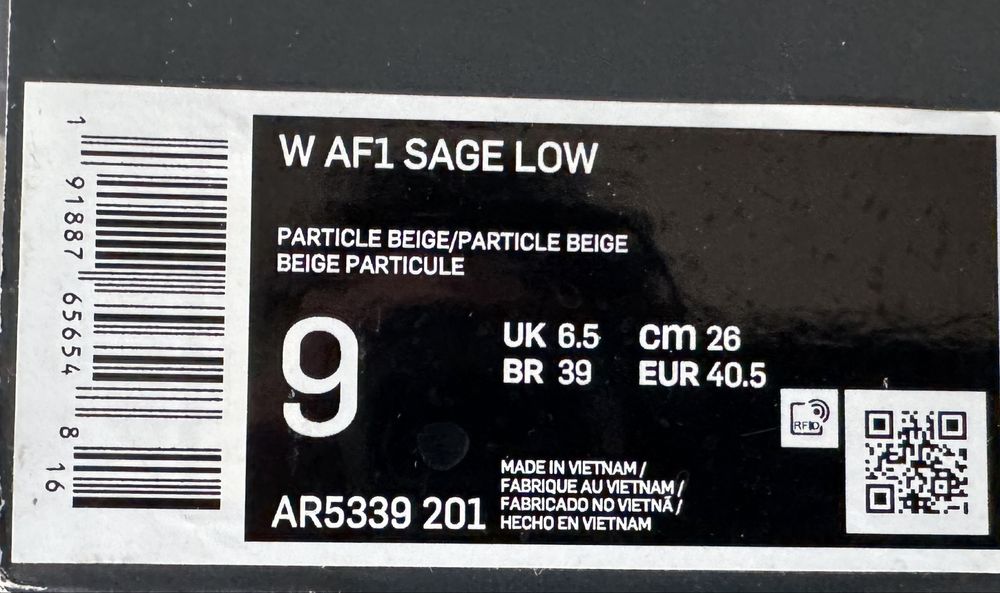 W AF1 SAGE LOW
PARTICLE BEIGE/PARTICLE BEIGE
BEIGE PARTICULE
9
UK 6.5 cm 26
BR 39 EUR 40.5
RFID
MADE IN VIETNAM /
FABRIQUE AU VIETNAM /
FABRICADO NO VIETNÃ /
HECHO EN VIETNAM
AR5339 201
1 91887 65654 8 16